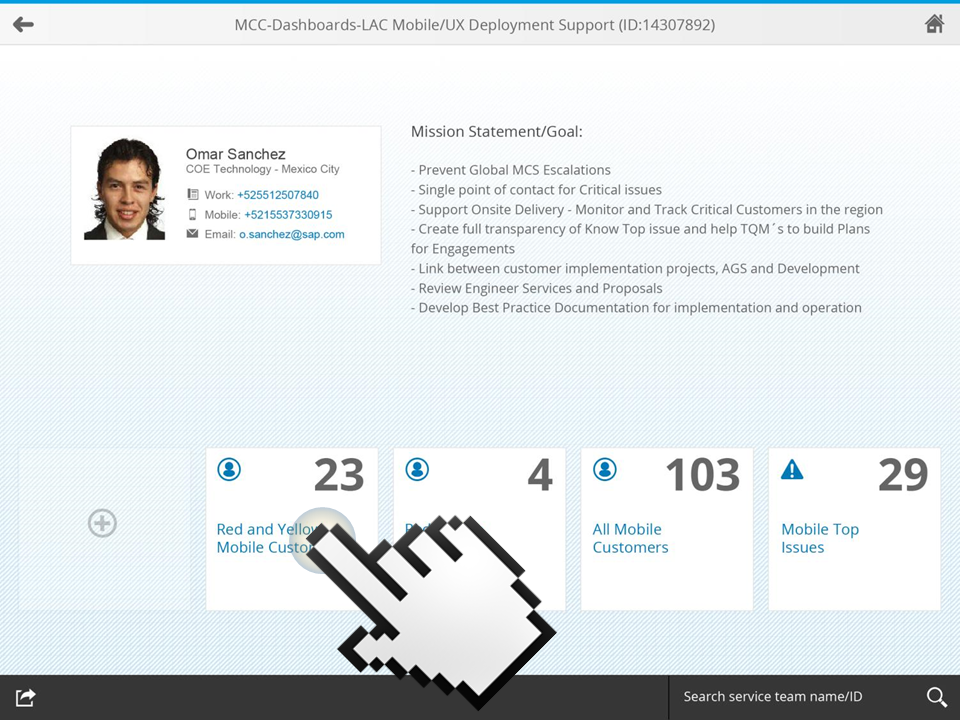 MCC-Dashboards-LAC Mobile/UX Deployment Support (ID:14307892)
Omar Sanchez
COE Technology - Mexico City
Work: +525512507840
Mobile: +5215537330915
Email: o.sanchez@sap.com
Mission Statement/Goal:
- Prevent Global MCS Escalations
- Single point of contact for Critical issues
- Support Onsite Delivery - Monitor and Track Critical Customers in the region
- Create full transparency of Know Top issue and help TQM´s to build Plans
for Engagements
- Link between customer implementation projects, AGS and Development
- Review Engineer Services and Proposals
- Develop Best Practice Documentation for implementation and operation
23
Red and Yellow
Mobile
4
103
All Mobile
Customers
29
Mobile Top
Issues
Search service team name/ID